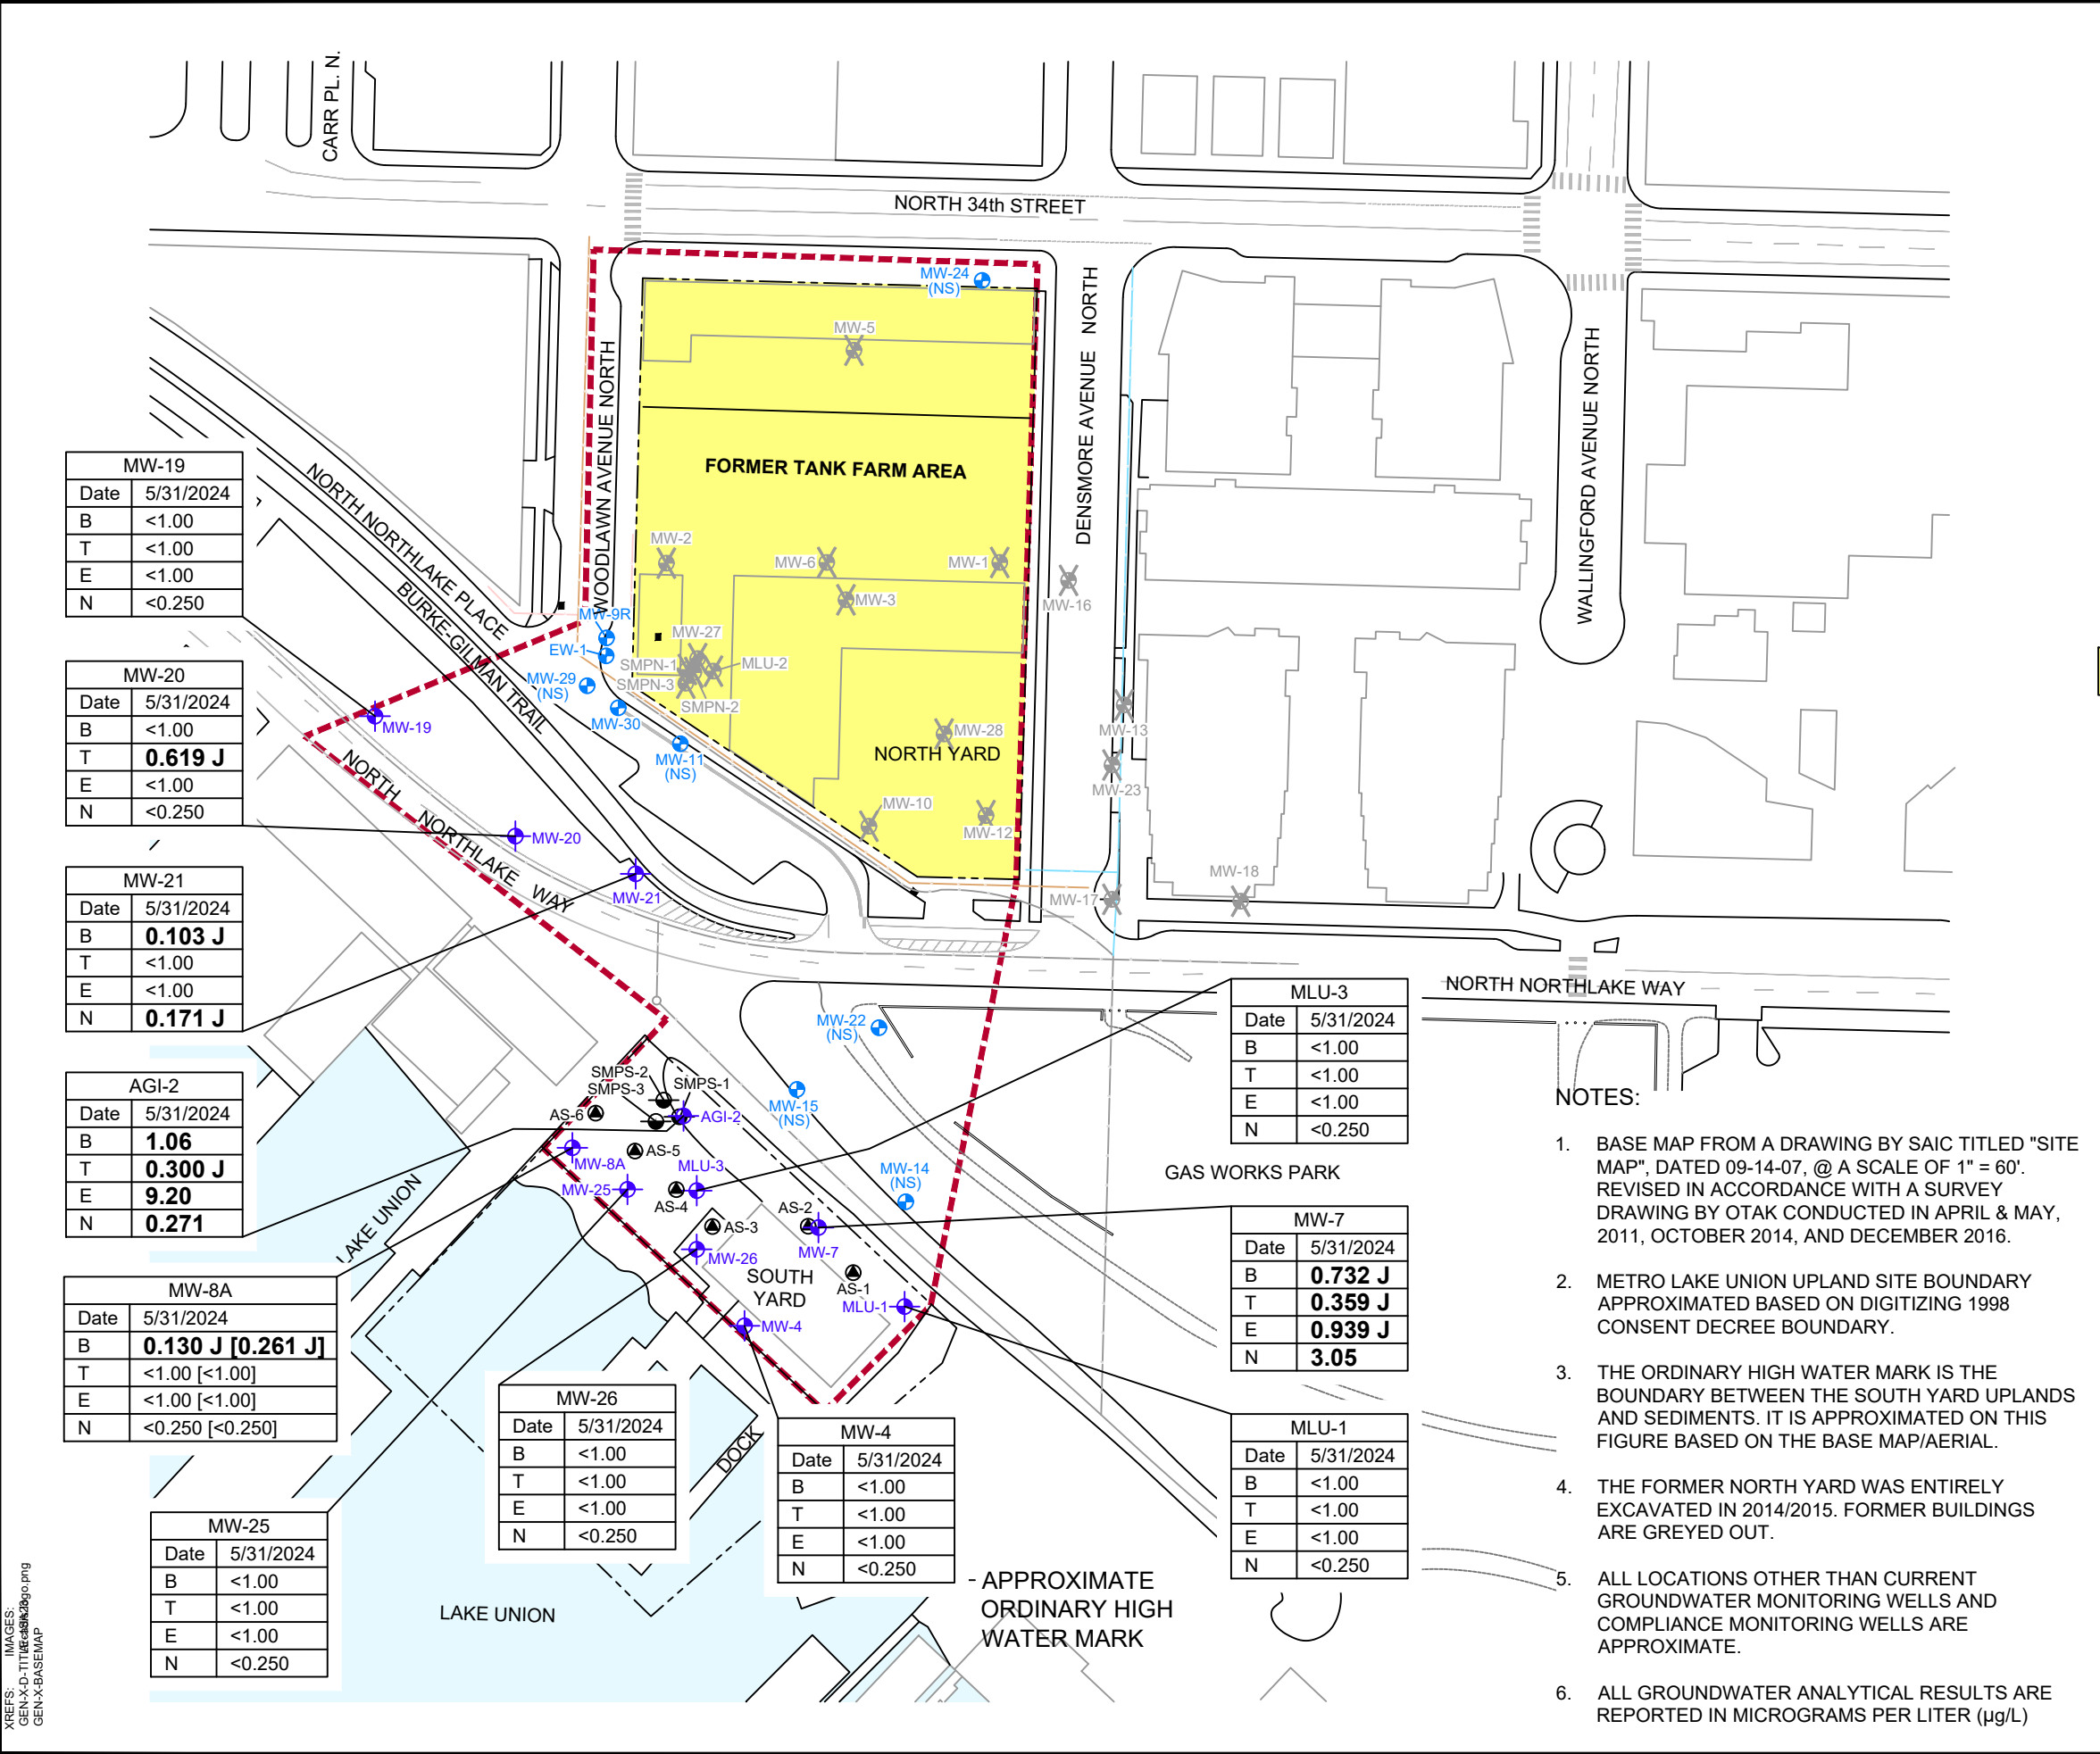 CARR PL. N.
NORTH 34th STREET
MW-24
(NS)
MW-5
WOODLAWN AVENUE NORTH
DENSMORE AVENUE NORTH
WALLINGFORD AVENUE NORTH
FORMER TANK FARM AREA
NORTH NORTHLAKE PLACE
BURKE-GILMAN TRAIL
MW-2
MW-6
MW-1
MW-3
MW-16
MW-9R
EW-1
MW-27
SMPN-1
SMPN-3
MLU-2
SMPN-2
MW-29
(NS)
MW-30
MW-11
(NS)
MW-28
NORTH YARD
MW-13
MW-23
MW-10
MW-12
MW-18
MW-17
MW-19
MW-20
MW-21
NORTH NORTHLAKE WAY
NORTH NORTHLAKE WAY
MW-22
(NS)
MW-15
(NS)
MW-14
(NS)
GAS WORKS PARK
SMPS-2
SMPS-3
SMPS-1
AS-6
AGI-2
AS-5
MW-8A
MLU-3
MW-25
AS-4
AS-3
AS-2
MW-7
MW-26
SOUTH
YARD
AS-1
MLU-1
MW-4
LAKE UNION
DOCK
LAKE UNION
MW-19
Date 5/31/2024
B <1.00
T <1.00
E <1.00
N <0.250
MW-20
Date 5/31/2024
B <1.00
T 0.619 J
E <1.00
N <0.250
MW-21
Date 5/31/2024
B 0.103 J
T <1.00
E <1.00
N 0.171 J
AGI-2
Date 5/31/2024
B 1.06
T 0.300 J
E 9.20
N 0.271
MW-8A
Date 5/31/2024
B 0.130 J [0.261 J]
T <1.00 [<1.00]
E <1.00 [<1.00]
N <0.250 [<0.250]
MW-25
Date 5/31/2024
B <1.00
T <1.00
E <1.00
N <0.250
MW-26
Date 5/31/2024
B <1.00
T <1.00
E <1.00
N <0.250
MW-4
Date 5/31/2024
B <1.00
T <1.00
E <1.00
N <0.250
MLU-3
Date 5/31/2024
B <1.00
T <1.00
E <1.00
N <0.250
MW-7
Date 5/31/2024
B 0.732 J
T 0.359 J
E 0.939 J
N 3.05
MLU-1
Date 5/31/2024
B <1.00
T <1.00
E <1.00
N <0.250
APPROXIMATE
ORDINARY HIGH
WATER MARK
NOTES:
1. BASE MAP FROM A DRAWING BY SAIC TITLED "SITE
MAP", DATED 09-14-07, @ A SCALE OF 1" = 60'.
REVISED IN ACCORDANCE WITH A SURVEY
DRAWING BY OTAK CONDUCTED IN APRIL & MAY,
2011, OCTOBER 2014, AND DECEMBER 2016.
2. METRO LAKE UNION UPLAND SITE BOUNDARY
APPROXIMATED BASED ON DIGITIZING 1998
CONSENT DECREE BOUNDARY.
3. THE ORDINARY HIGH WATER MARK IS THE
BOUNDARY BETWEEN THE SOUTH YARD UPLANDS
AND SEDIMENTS. IT IS APPROXIMATED ON THIS
FIGURE BASED ON THE BASE MAP/AERIAL.
4. THE FORMER NORTH YARD WAS ENTIRELY
EXCAVATED IN 2014/2015. FORMER BUILDINGS
ARE GREYED OUT.
5. ALL LOCATIONS OTHER THAN CURRENT
GROUNDWATER MONITORING WELLS AND
COMPLIANCE MONITORING WELLS ARE
APPROXIMATE.
6. ALL GROUNDWATER ANALYTICAL RESULTS ARE
REPORTED IN MICROGRAMS PER LITER (µg/L)
XREFS: IMAGES:
GEN-X-BASEMAP